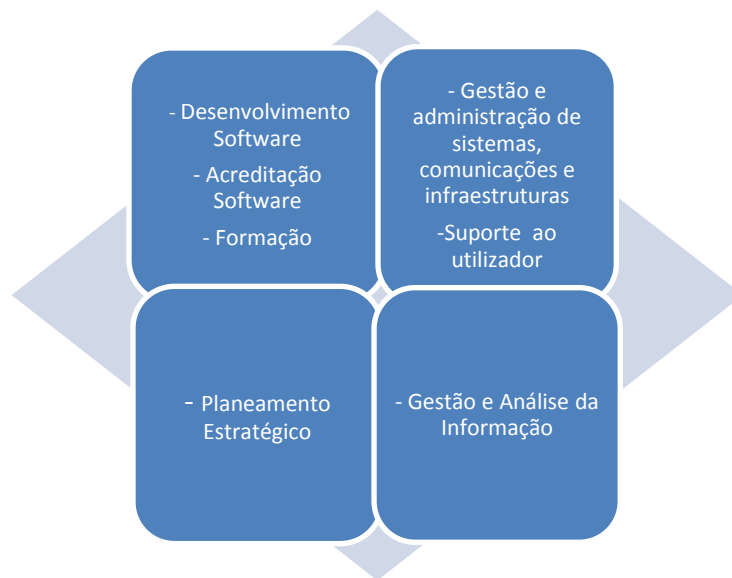 - Desenvolvimento
Software
- Acreditação
Software
- Formação
- Gestão e
administração de
sistemas,
comunicações e
infraestruturas
-Suporte ao
utilizador
- Planeamento
Estratégico
- Gestão e Análise da
Informação